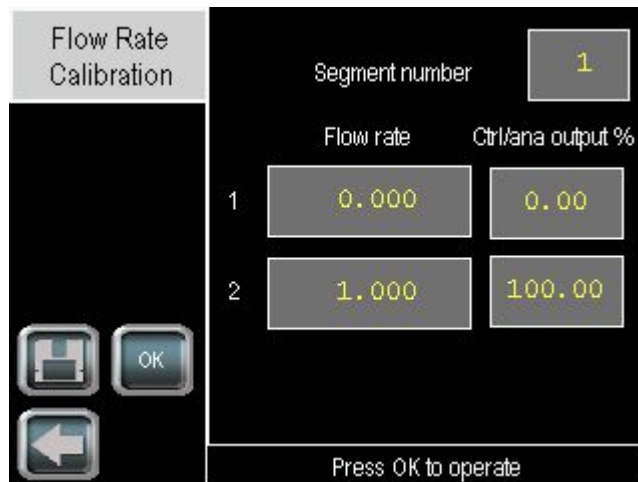 Flow Rate
Calibration
Segment number 1
Flow rate Ctrl/ana output %
1 0.000 0.00
2 1.000 100.00
OK
Press OK to operate